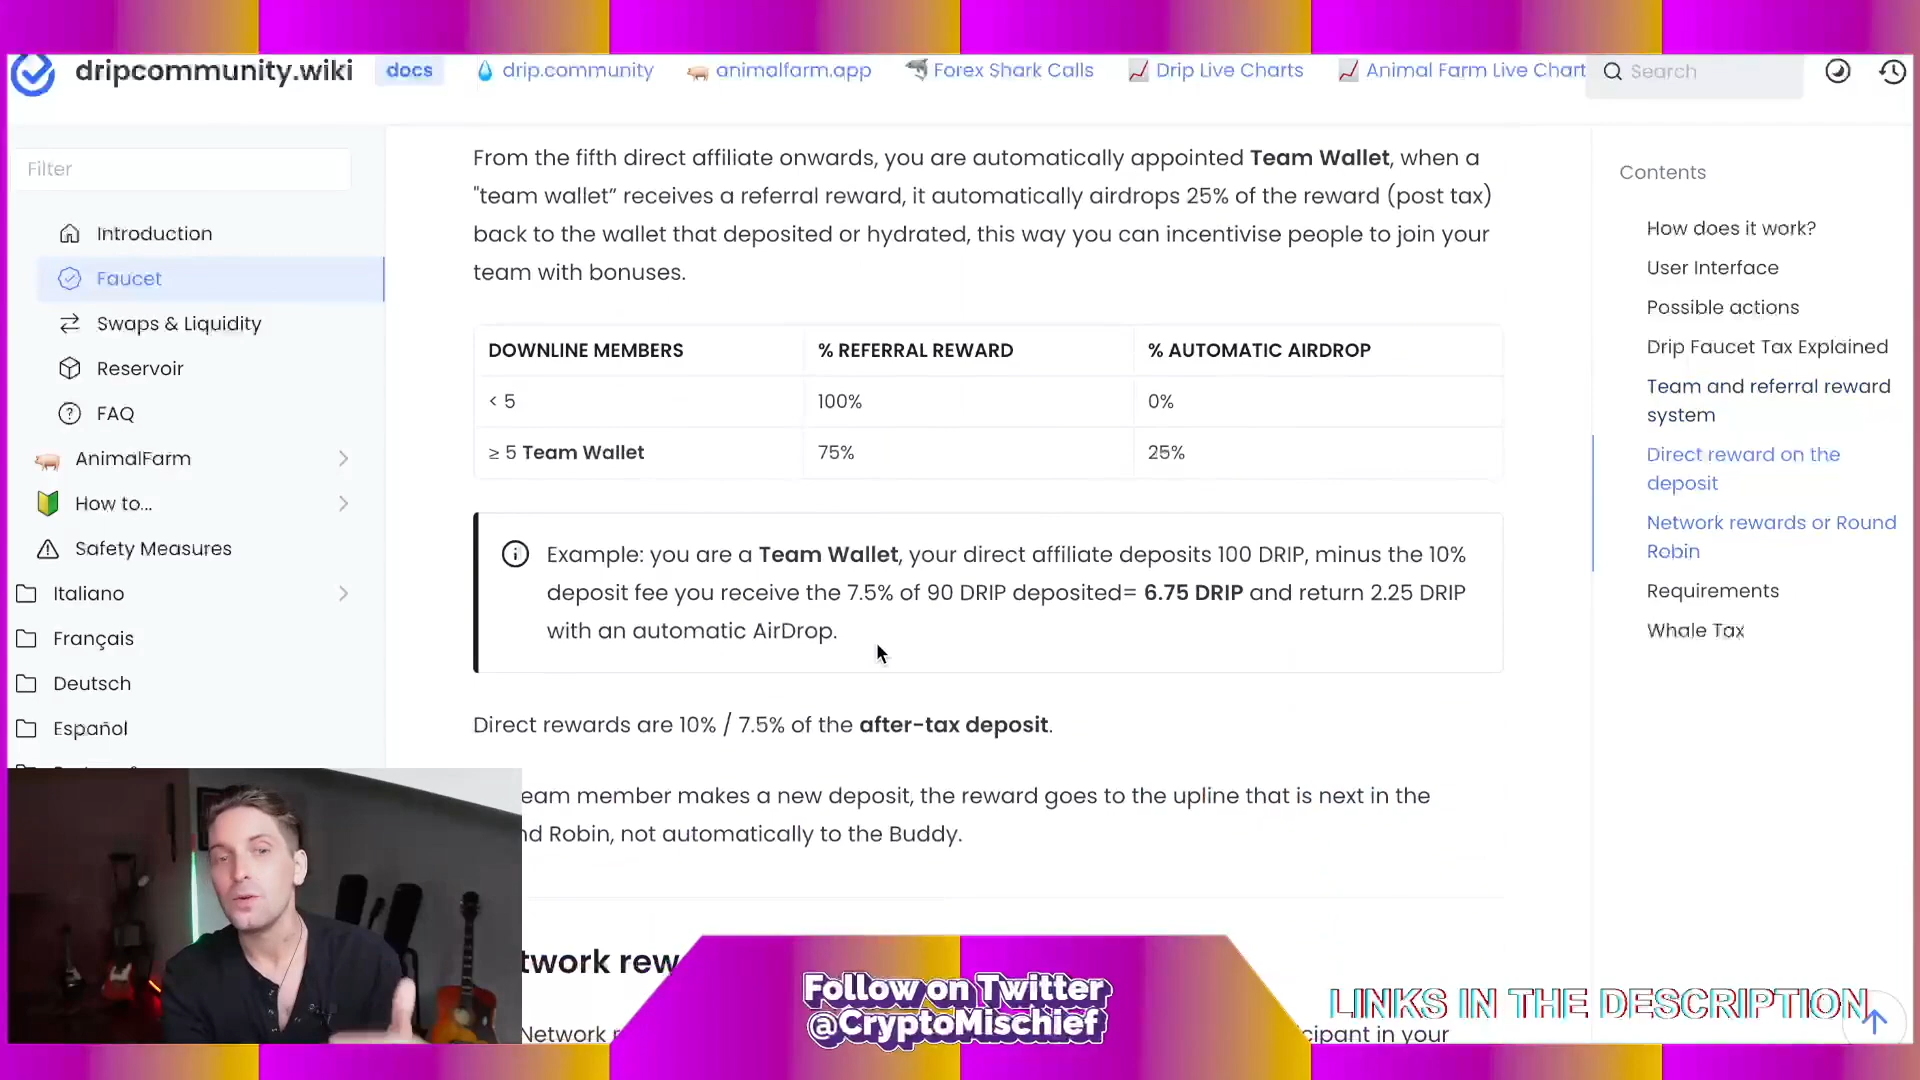 dripcommunity.wiki docs drip.community animalfarm.app Forex Shark Calls Drip Live Charts Animal Farm Live Chart Search
Filter
Introduction
Faucet
Swaps & Liquidity
Reservoir
FAQ
AnimalFarm
How to...
Safety Measures
Italiano
Français
Deutsch
Español
From the fifth direct affiliate onwards, you are automatically appointed Team Wallet, when a
"team wallet” receives a referral reward, it automatically airdrops 25% of the reward (post tax)
back to the wallet that deposited or hydrated, this way you can incentivise people to join your
team with bonuses.
DOWNLINE MEMBERS % REFERRAL REWARD % AUTOMATIC AIRDROP
< 5 100% 0%
≥ 5 Team Wallet 75% 25%
Example: you are a Team Wallet, your direct affiliate deposits 100 DRIP, minus the 10%
deposit fee you receive the 7.5% of 90 DRIP deposited= 6.75 DRIP and return 2.25 DRIP
with an automatic AirDrop.
Direct rewards are 10% / 7.5% of the after-tax deposit.
eam member makes a new deposit, the reward goes to the upline that is next in the
nd Robin, not automatically to the Buddy.
twork rew
Network r
cipant in your
Contents
How does it work?
User Interface
Possible actions
Drip Faucet Tax Explained
Team and referral reward
system
Direct reward on the
deposit
Network rewards or Round
Robin
Requirements
Whale Tax
Follow on Twitter
@CryptoMischief
LINKS IN THE DESCRIPTION